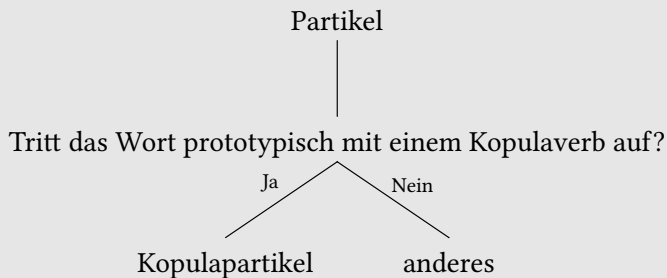 Partikel
Tritt das Wort prototypisch mit einem Kopulaverb auf?
Ja Nein
Kopulapartikel anderes